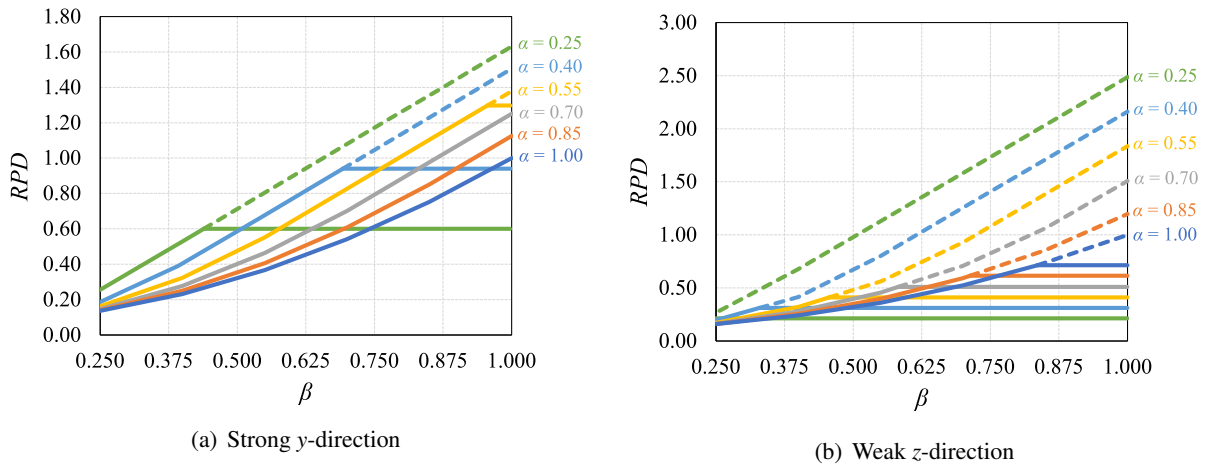 1.80
1.60
1.40
1.20
1.00
0.80
0.60
0.40
0.20
0.00
RPD
0.250 0.375 0.500 0.625 0.750 0.875 1.000
β
α = 0.25
α = 0.40
α = 0.55
α = 0.70
α = 0.85
α = 1.00
(a) Strong y-direction
3.00
2.50
2.00
1.50
1.00
0.50
0.00
RPD
0.250 0.375 0.500 0.625 0.750 0.875 1.000
β
α = 0.25
α = 0.40
α = 0.55
α = 0.70
α = 0.85
α = 1.00
(b) Weak z-direction